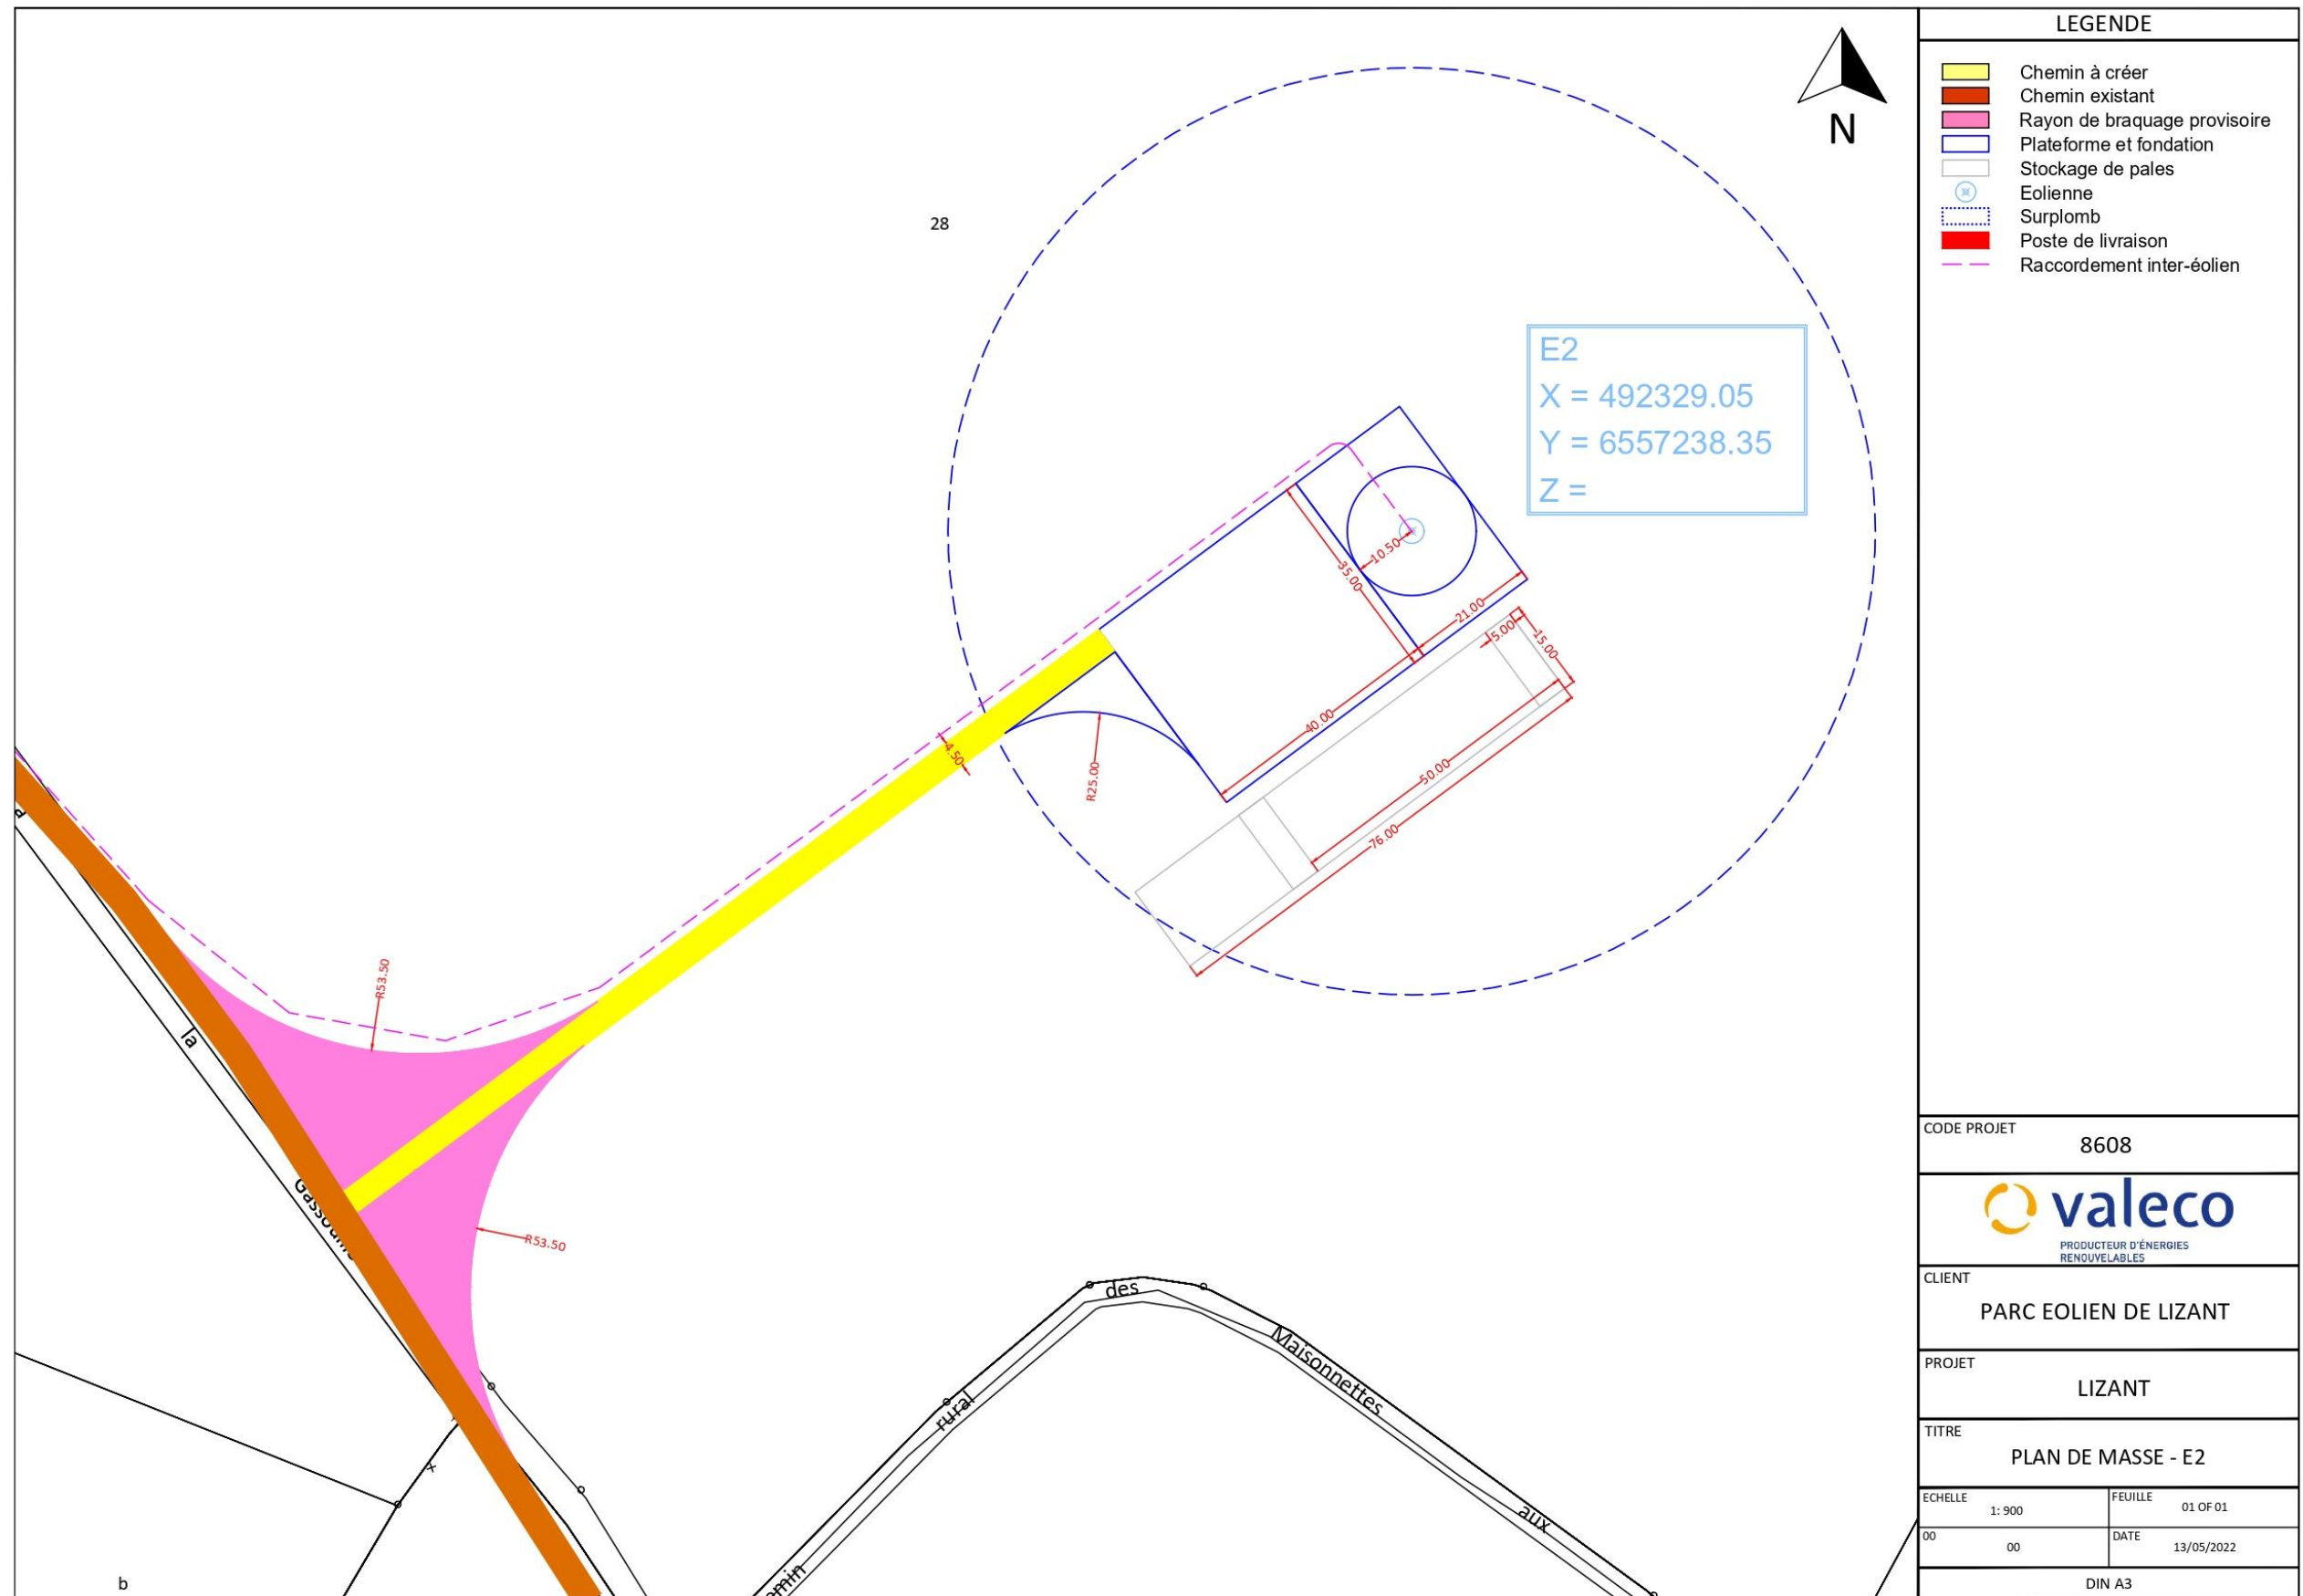 LEGENDE
Chemin à créer
Chemin existant
Rayon de braquage provisoire
Plateforme et fondation
Stockage de pales
Eolienne
Surplomb
Poste de livraison
Raccordement inter-éolien
N
28
E2
X = 492329.05
Y = 6557238.35
Z =
10.50
35.00
21.00
5.00
15.00
40.00
4.50
R25.00
50.00
76.00
R53.50
R53.50
la
des
Maisonnettes
rural
aux
b
CODE PROJET
8608
valeco
PRODUCTEUR D'ÉNERGIES
RENOUVELABLES
CLIENT
PARC EOLIEN DE LIZANT
PROJET
LIZANT
TITRE
PLAN DE MASSE - E2
ECHELLE
1: 900
FEUILLE
01 OF 01
00
00
DATE
13/05/2022
DIN A3